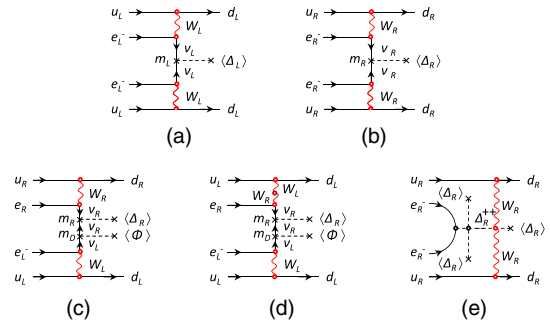 u_L d_L
W_L
e_L^-
ν_L
m_L ⟨Δ_L⟩
ν_L
e_L^-
W_L
u_L d_L
(a)
u_R d_R
W_R
e_R^-
ν_R
m_R ⟨Δ_R⟩
ν_R
e_R^-
W_R
u_R d_R
(b)
u_R d_R
W_R
e_R
ν_R
m_R ⟨Δ_R⟩
ν_R
m_D ⟨Φ⟩
ν_L
e_L^-
W_L
u_L d_L
(c)
u_L d_L
W_L
W_R
e_R
ν_R
m_R ⟨Δ_R⟩
ν_R
m_D ⟨Φ⟩
ν_L
e_L^-
W_L
u_L d_L
(d)
u_R d_R
⟨Δ_R⟩
W_R
e_R^-
Δ_R^{++}
⟨Δ_R⟩
e_R^-
W_R
⟨Δ_R⟩
u_R d_R
(e)